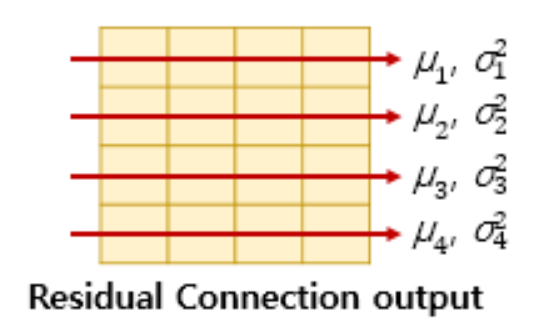 μ₁, σ₁²
μ₂, σ₂²
μ₃, σ₃²
μ₄, σ₄²
Residual Connection output